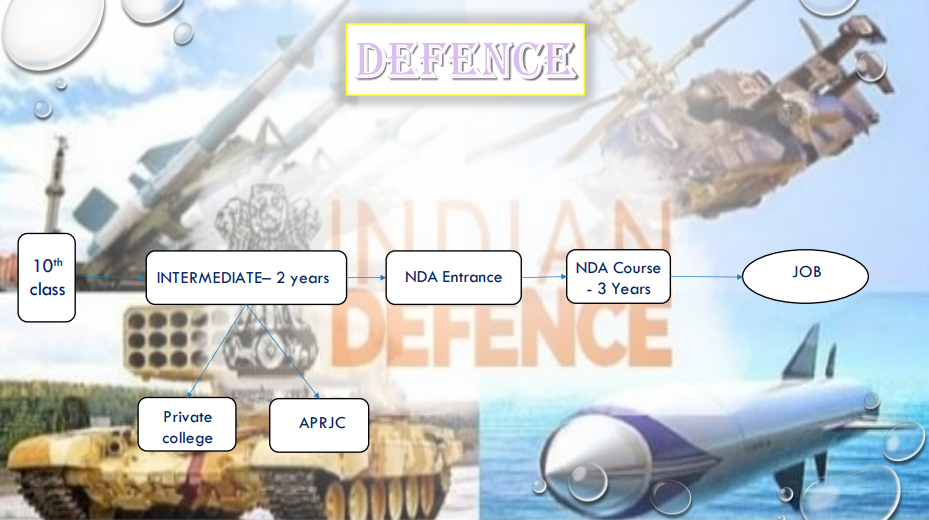 DEFENCE
INDIAN
DEFENCE
10th
class
INTERMEDIATE– 2 years
NDA Entrance
NDA Course
- 3 Years
JOB
Private
college
APRJC